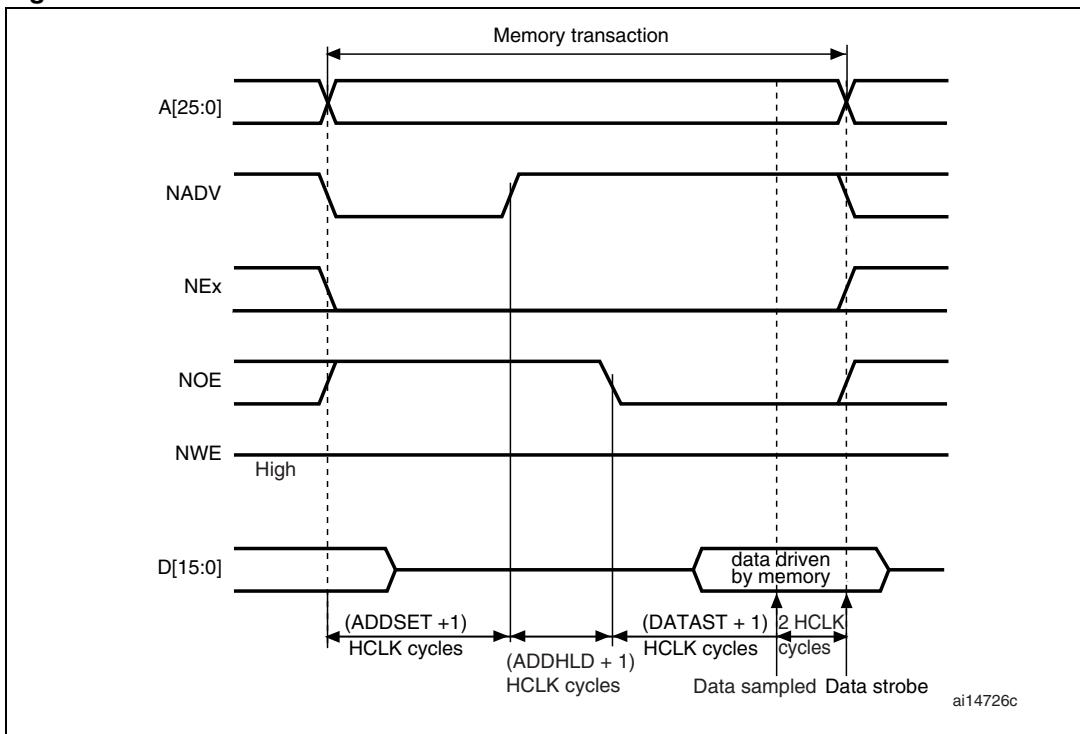 Memory transaction
A[25:0]
NADV
NEx
NOE
NWE
High
D[15:0]
data driven
by memory
(ADDSET +1)
HCLK cycles
(ADDHLD + 1)
HCLK cycles
(DATAST + 1)
HCLK cycles
2 HCLK
cycles
Data sampled
Data strobe
ai14726c